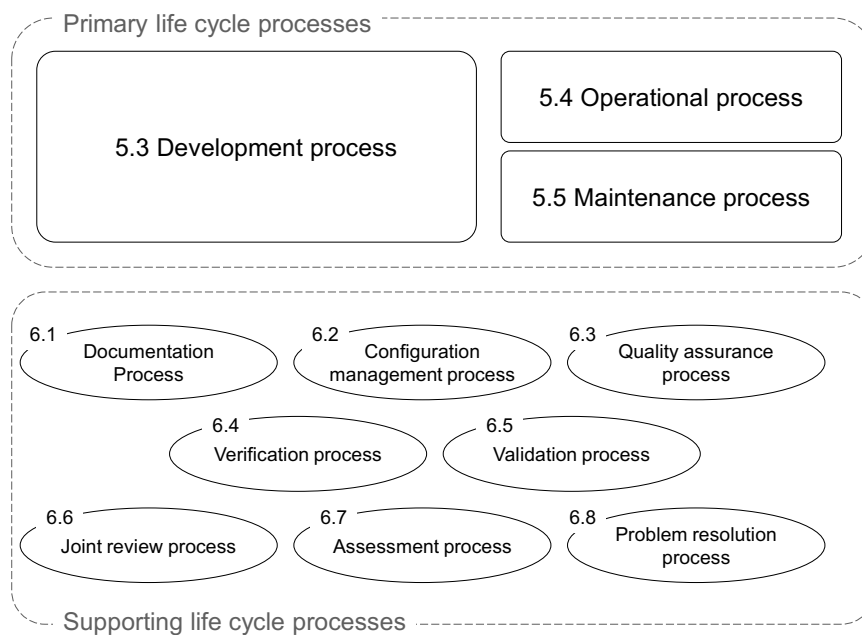 Primary life cycle processes
5.3 Development process
5.4 Operational process
5.5 Maintenance process
6.1
Documentation
Process
6.2
Configuration
management process
6.3
Quality assurance
process
6.4
Verification process
6.5
Validation process
6.6
Joint review process
6.7
Assessment process
6.8
Problem resolution
process
Supporting life cycle processes